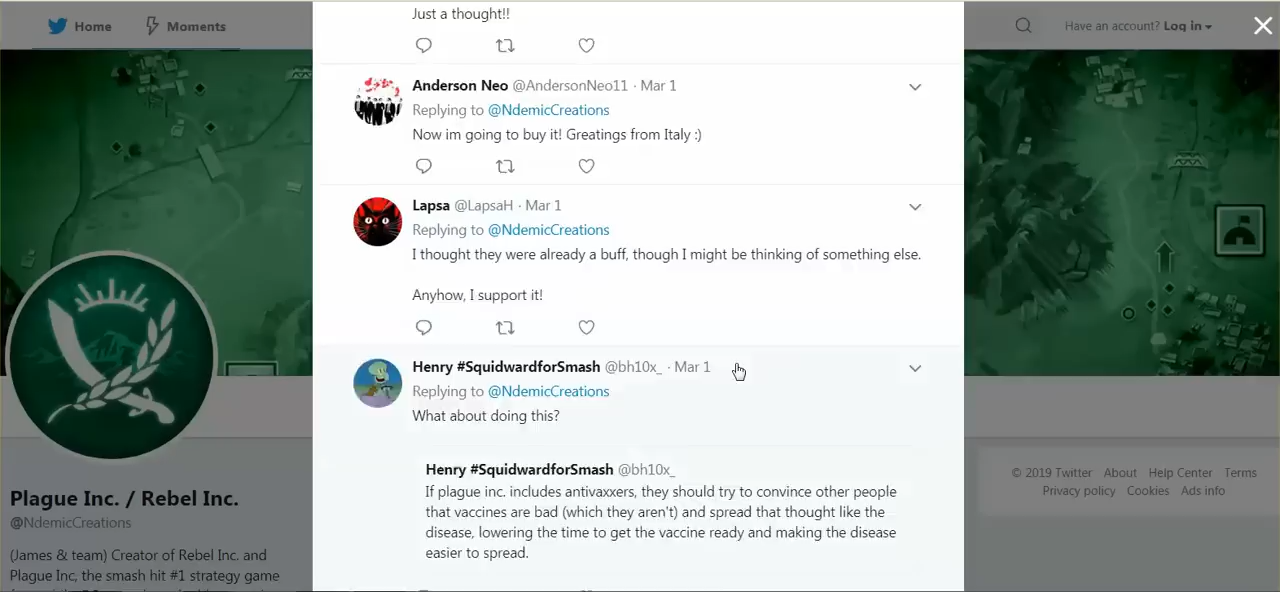 Home
Moments
Have an account? Log in
Just a thought!!
Anderson Neo @AndersonNeo11 · Mar 1
Replying to @NdemicCreations
Now im going to buy it! Greatings from Italy :)
Lapsa @LapsaH · Mar 1
Replying to @NdemicCreations
I thought they were already a buff, though I might be thinking of something else.
Anyhow, I support it!
Henry #SquidwardforSmash @bh10x_ · Mar 1
Replying to @NdemicCreations
What about doing this?
Henry #SquidwardforSmash @bh10x_
If plague inc. includes antivaxxers, they should try to convince other people
that vaccines are bad (which they aren't) and spread that thought like the
disease, lowering the time to get the vaccine ready and making the disease
easier to spread.
Plague Inc. / Rebel Inc.
@NdemicCreations
(James & team) Creator of Rebel Inc. and
Plague Inc, the smash hit #1 strategy game
© 2019 Twitter About Help Center Terms
Privacy policy Cookies Ads info